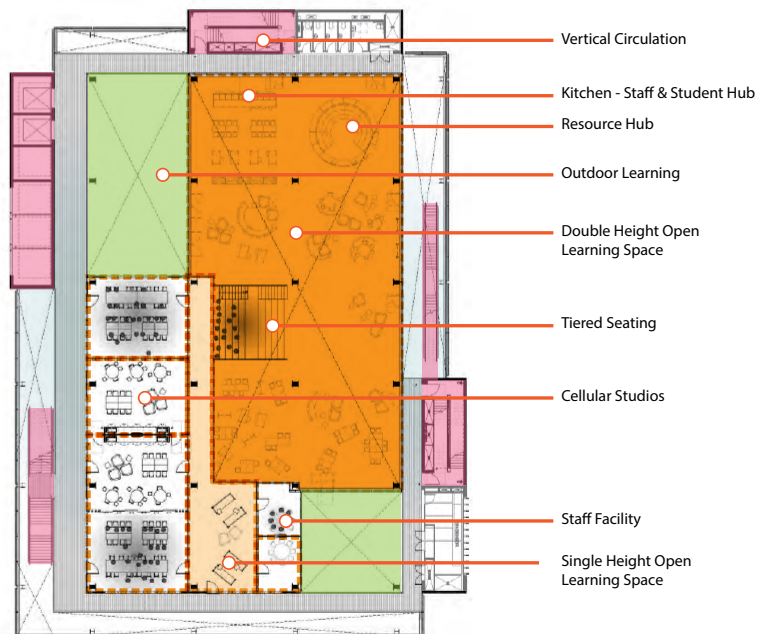 Vertical Circulation
Kitchen - Staff & Student Hub
Resource Hub
Outdoor Learning
Double Height Open
Learning Space
Tiered Seating
Cellular Studios
Staff Facility
Single Height Open
Learning Space